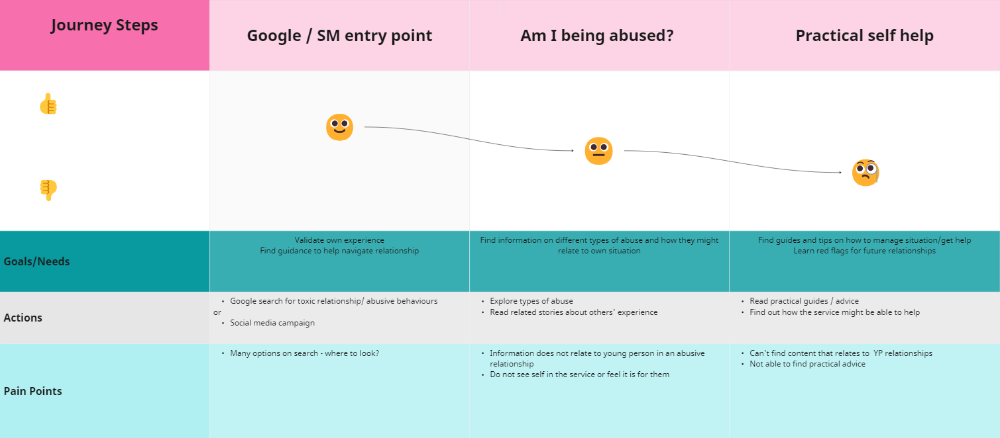 Journey Steps
Google / SM entry point
Am I being abused?
Practical self help
Goals/Needs
Validate own experience
Find guidance to help navigate relationship
Find information on different types of abuse and how they might
relate to own situation
Find guides and tips on how to manage situation/get help
Learn red flags for future relationships
Actions
• Google search for toxic relationship/ abusive behaviours
or
• Social media campaign
• Explore types of abuse
• Read related stories about others' experience
• Read practical guides / advice
• Find out how the service might be able to help
Pain Points
• Many options on search - where to look?
• Information does not relate to young person in an abusive
relationship
• Do not see self in the service or feel it is for them
• Can't find content that relates to  YP relationships
• Not able to find practical advice